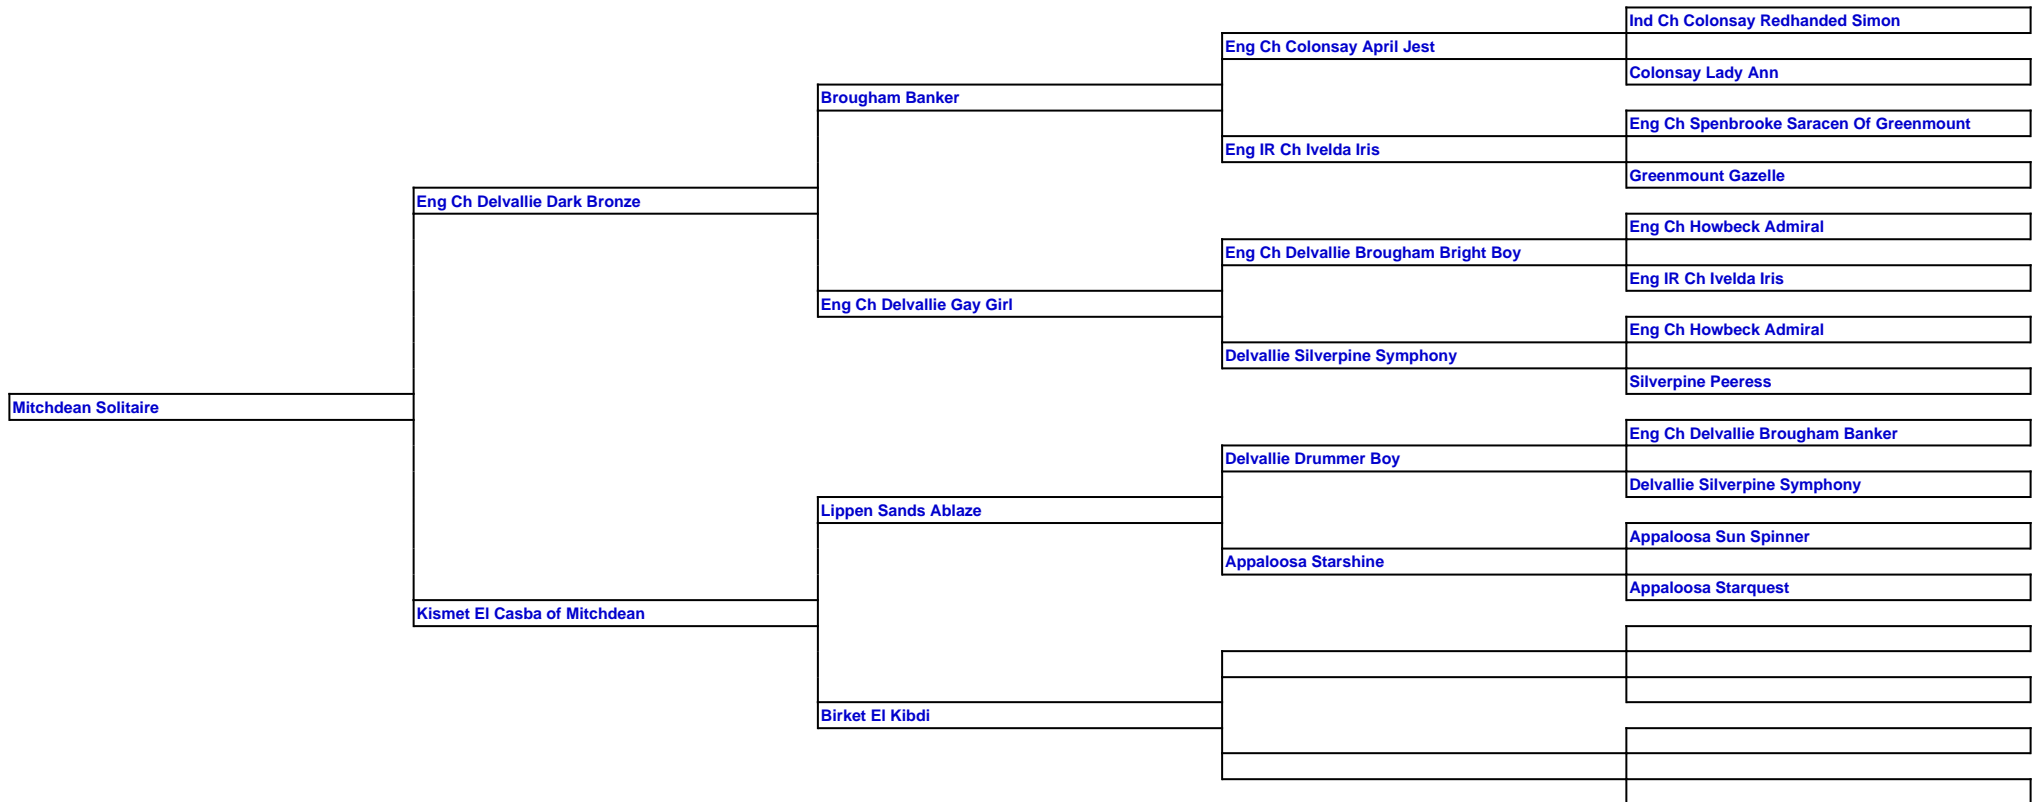 Ind Ch Colonsay Redhanded Simon
Eng Ch Colonsay April Jest
Colonsay Lady Ann
Brougham Banker
Eng Ch Spenbrooke Saracen Of Greenmount
Eng IR Ch Ivelda Iris
Greenmount Gazelle
Eng Ch Delvallie Dark Bronze
Eng Ch Howbeck Admiral
Eng Ch Delvallie Brougham Bright Boy
Eng IR Ch Ivelda Iris
Eng Ch Delvallie Gay Girl
Eng Ch Howbeck Admiral
Delvallie Silverpine Symphony
Silverpine Peeress
Mitchdean Solitaire
Eng Ch Delvallie Brougham Banker
Delvallie Drummer Boy
Delvallie Silverpine Symphony
Lippen Sands Ablaze
Appaloosa Sun Spinner
Appaloosa Starshine
Appaloosa Starquest
Kismet El Casba of Mitchdean
Birket El Kibdi